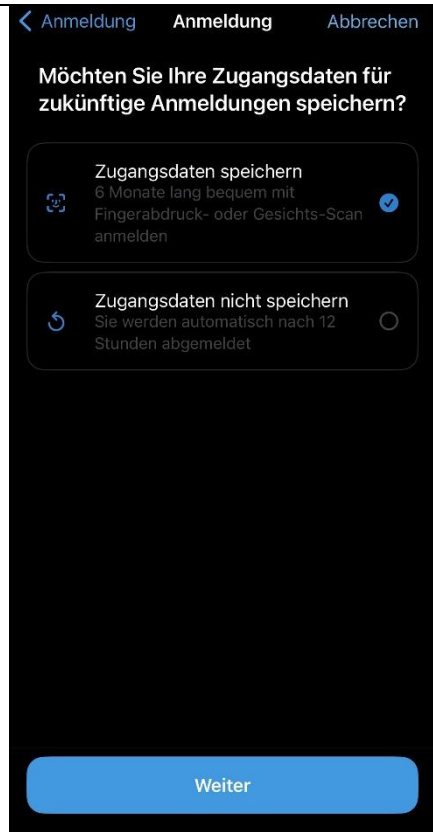 Anmeldung Anmeldung Abbrechen
Möchten Sie Ihre Zugangsdaten für
zukünftige Anmeldungen speichern?
Zugangsdaten speichern
6 Monate lang bequem mit
Fingerabdruck- oder Gesichts-Scan
anmelden
Zugangsdaten nicht speichern
Sie werden automatisch nach 12
Stunden abgemeldet
Weiter